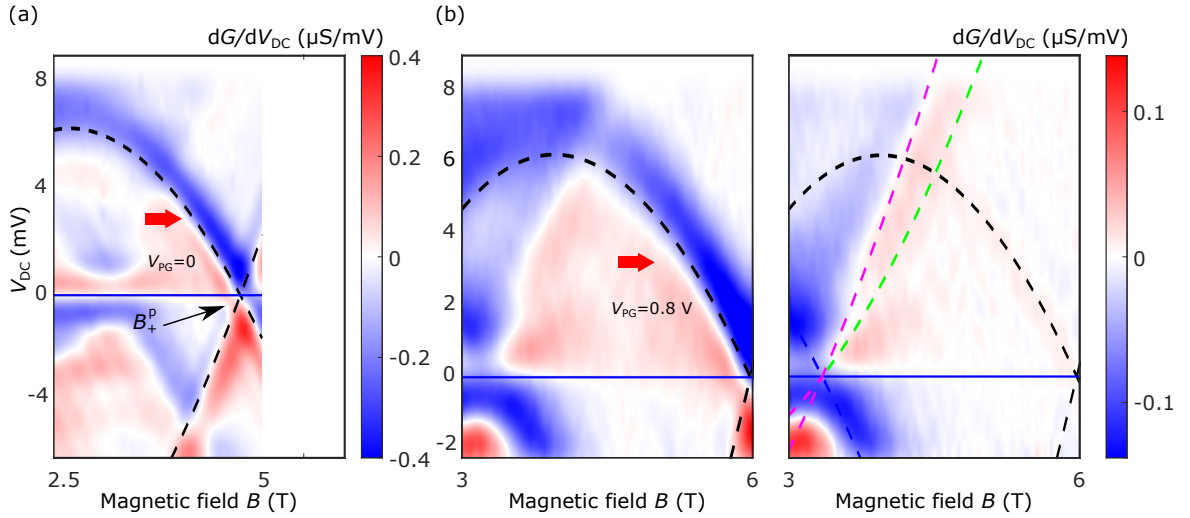 (a)
(b)
dG/dV_DC (µS/mV)
dG/dV_DC (µS/mV)
8
4
0
-4
V_DC (mV)
V_PG=0
B_+^p
2.5
5
Magnetic field B (T)
0.4
0.2
0
-0.2
-0.4
8
6
4
2
0
-2
V_PG=0.8 V
3
6
Magnetic field B (T)
3
6
Magnetic field B (T)
0.1
0
-0.1